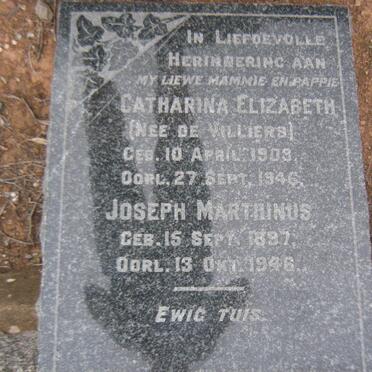 In Liefdevolle
Herinnering aan
my liewe mammie en pappie
Catharina Elizabeth
(nee de Villiers)
Geb. 10 April. 1909.
Oorl. 27 Sept. 1946.
Joseph Marthinus
Geb. 15 Sept. 1897.
Oorl. 13 Okt. 1946.
Ewig tuis.